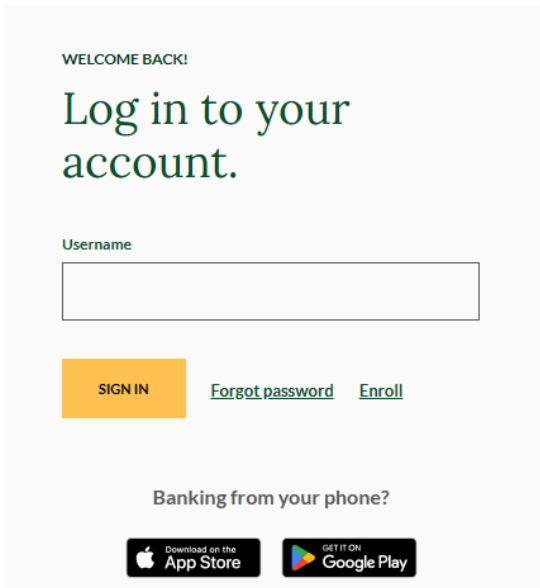 WELCOME BACK!
Log in to your
account.
Username
SIGN IN Forgot password Enroll
Banking from your phone?
Download on the App Store GET IT ON Google Play